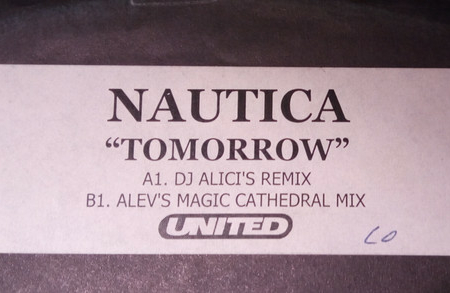 NAUTICA
“TOMORROW”
A1. DJ ALICI'S REMIX
B1. ALEV'S MAGIC CATHEDRAL MIX
UNITED